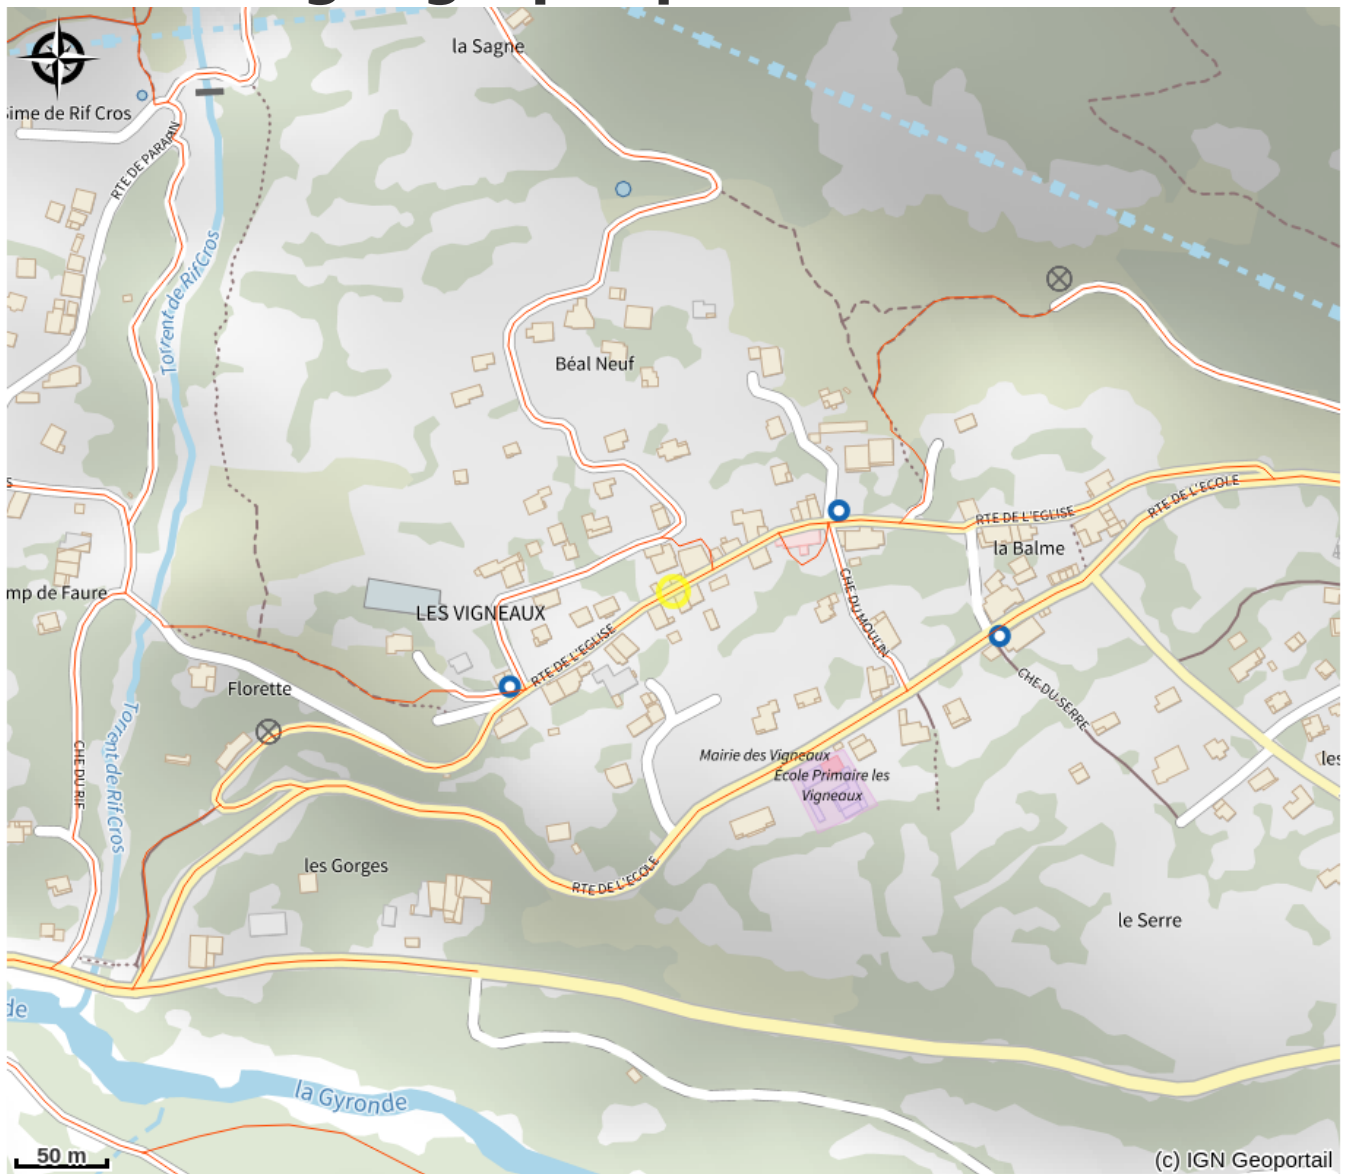 la Sagne
ime de Rif Cros
RTE DE PARAPIN
Torrent de Rif Cros
Béal Neuf
RTE DE L'EGLISE
RTE DE L'ECOLE
la Balme
mp de Faure
LES VIGNEAUX
RTE DE L'EGLISE
CHE DU MOULIN
Florette
CHE DU SERRE
CHE DU RIF
Torrent de Rif Cros
Mairie des Vigneaux
Ecole Primaire les
Vigneaux
les
les Gorges
RTE DE L'ECOLE
le Serre
de
la Gyronde
50 m
(c) IGN Geoportail